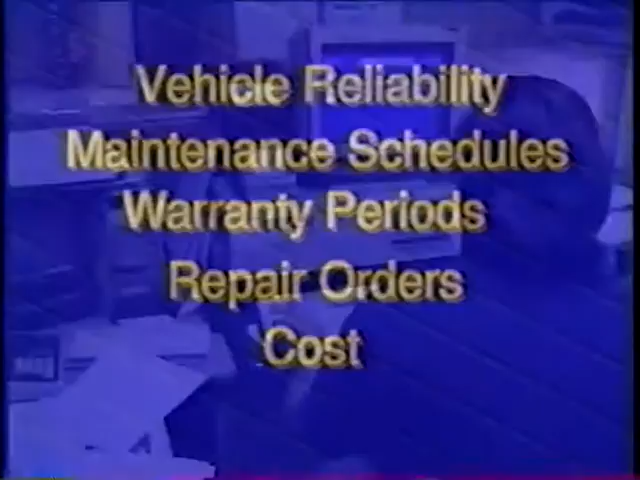 Vehicle Reliability
Maintenance Schedules
Warranty Periods
Repair Orders
Cost